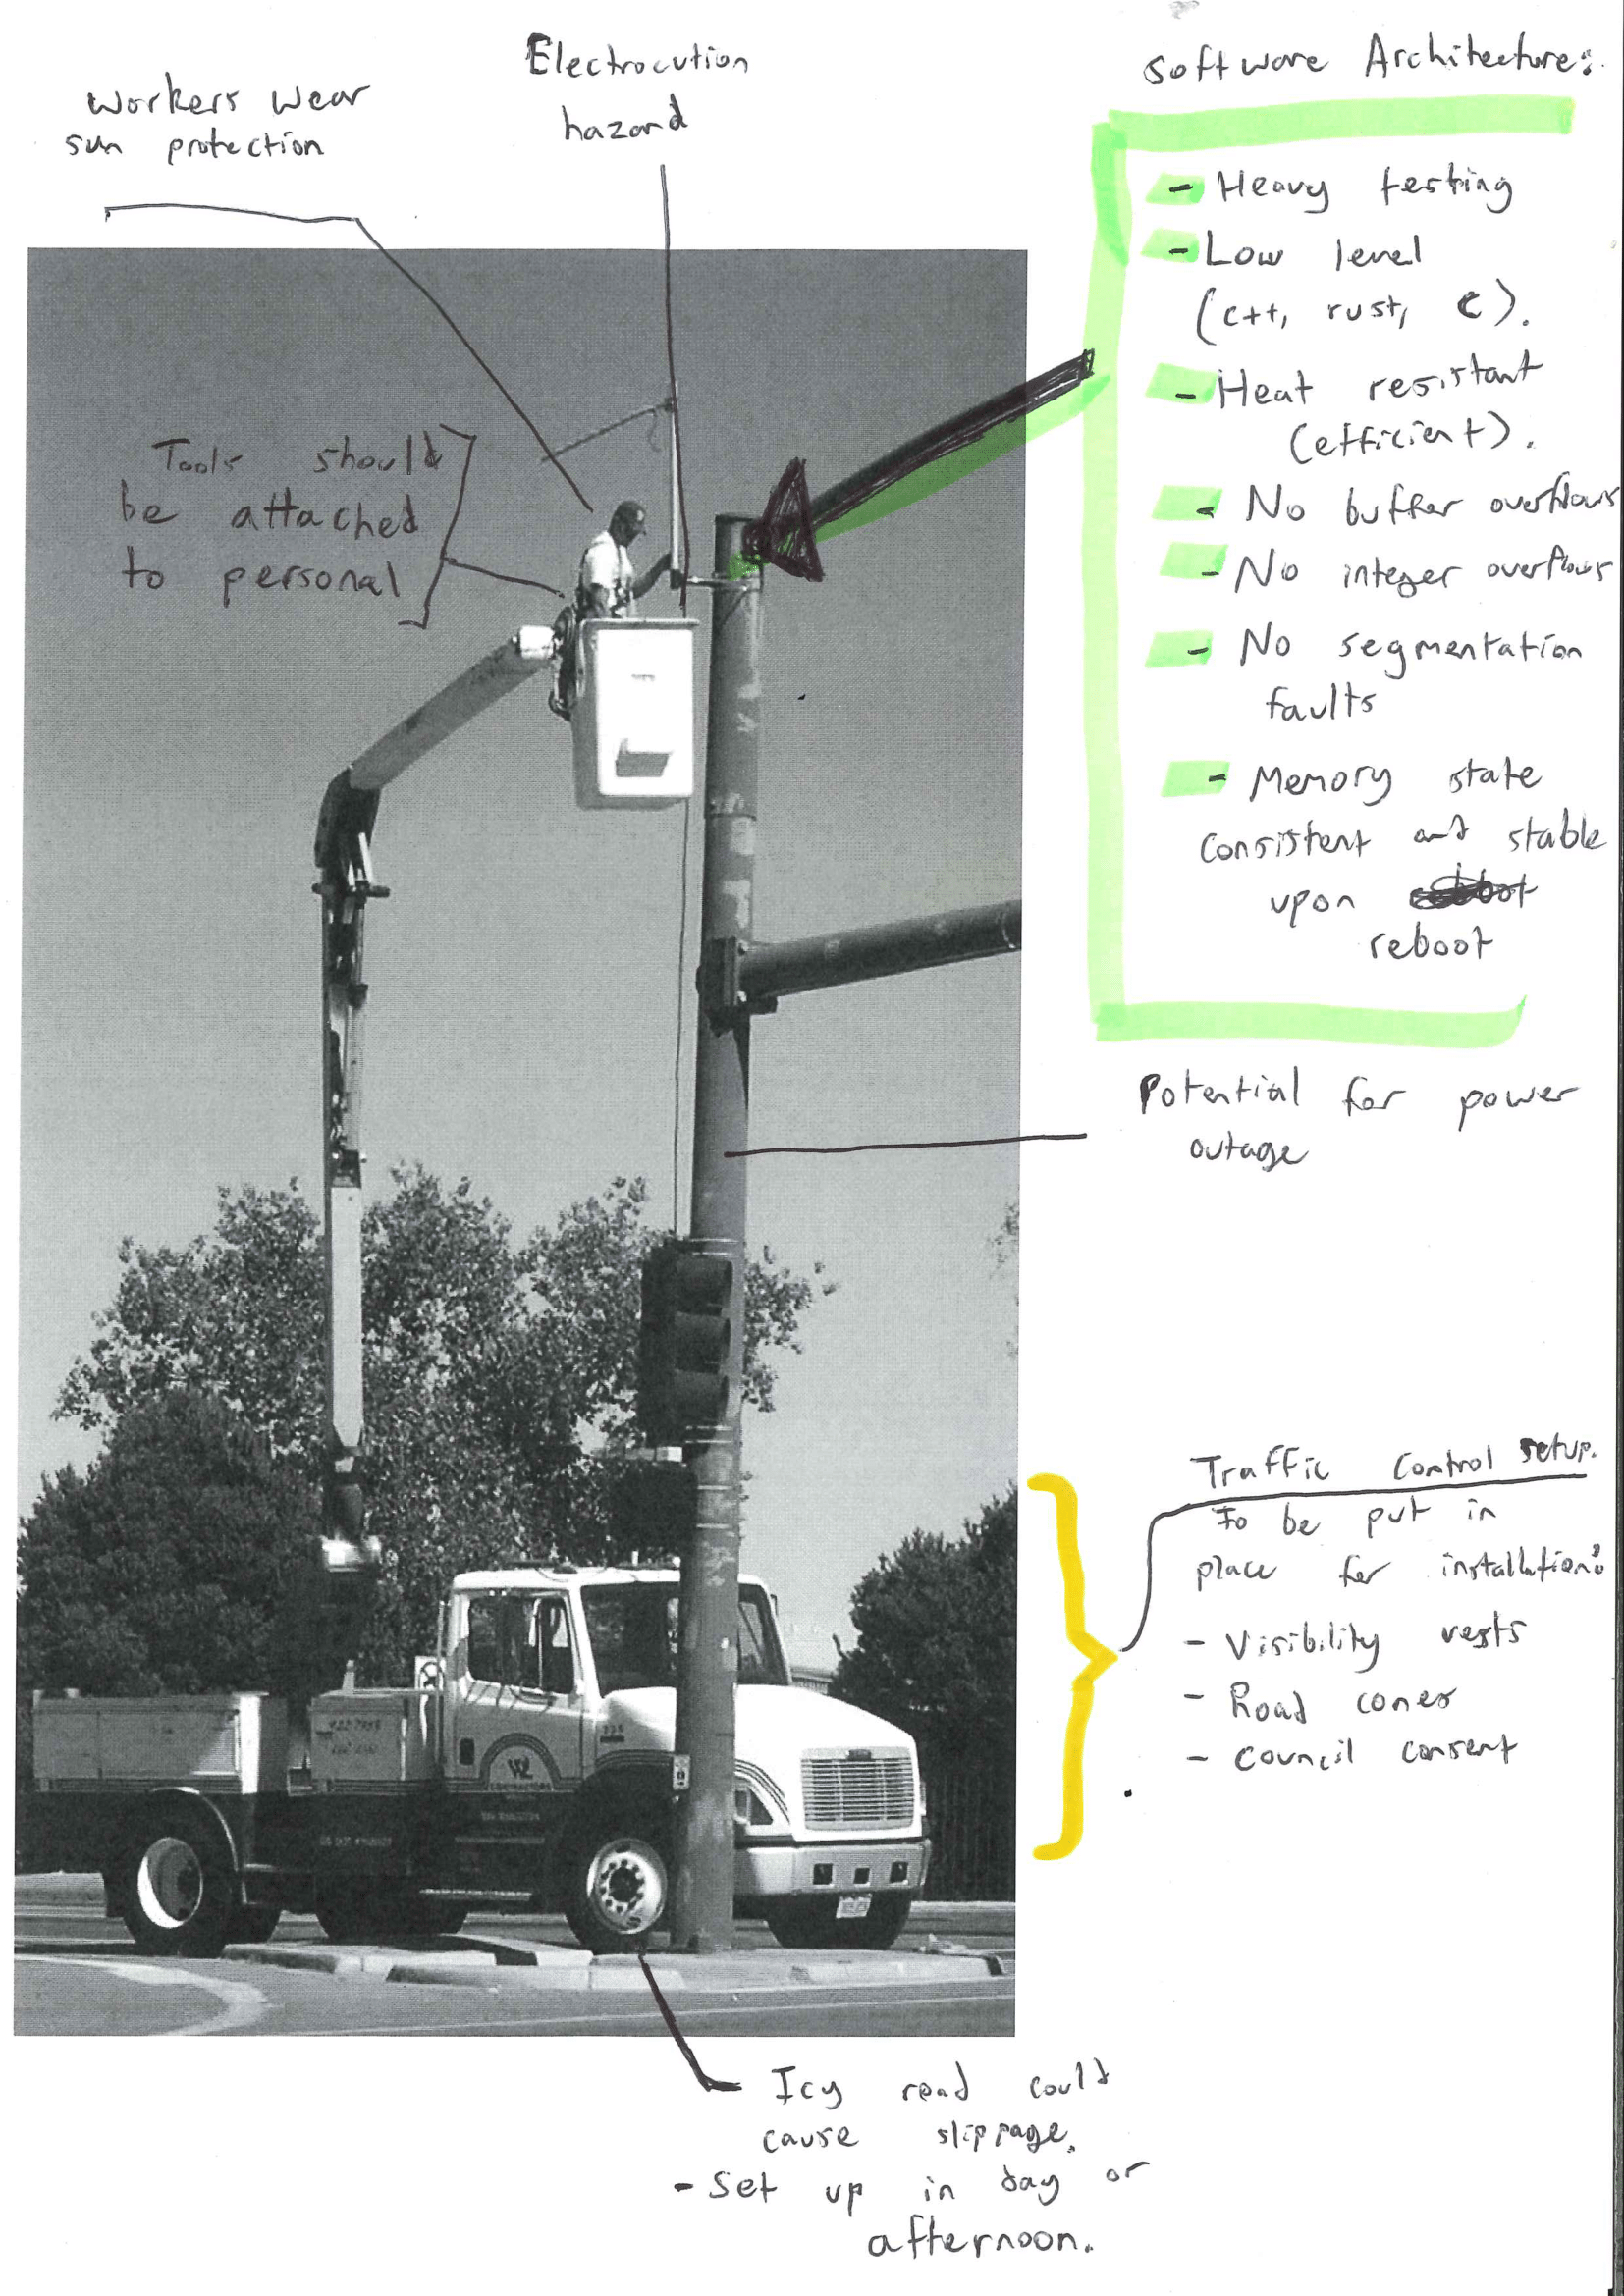 Workers wear
sun protection
Electrocution
hazard
Software Architecture:
- Heavy testing
- Low level
(C++, rust, C).
- Heat resistant
(efficient).
- No buffer overflows
- No integer overflows
- No segmentation
faults
- Memory state
consistent and stable
upon
reboot
Tools should
be attached
to personal
Potential for power
outage
Traffic Control setup.
To be put in
place for installation:
- Visibility vests
- Road cones
- Council consent
WL
CONTRACTORS
Icy road could
cause slippage.
- Set up in day or
afternoon.